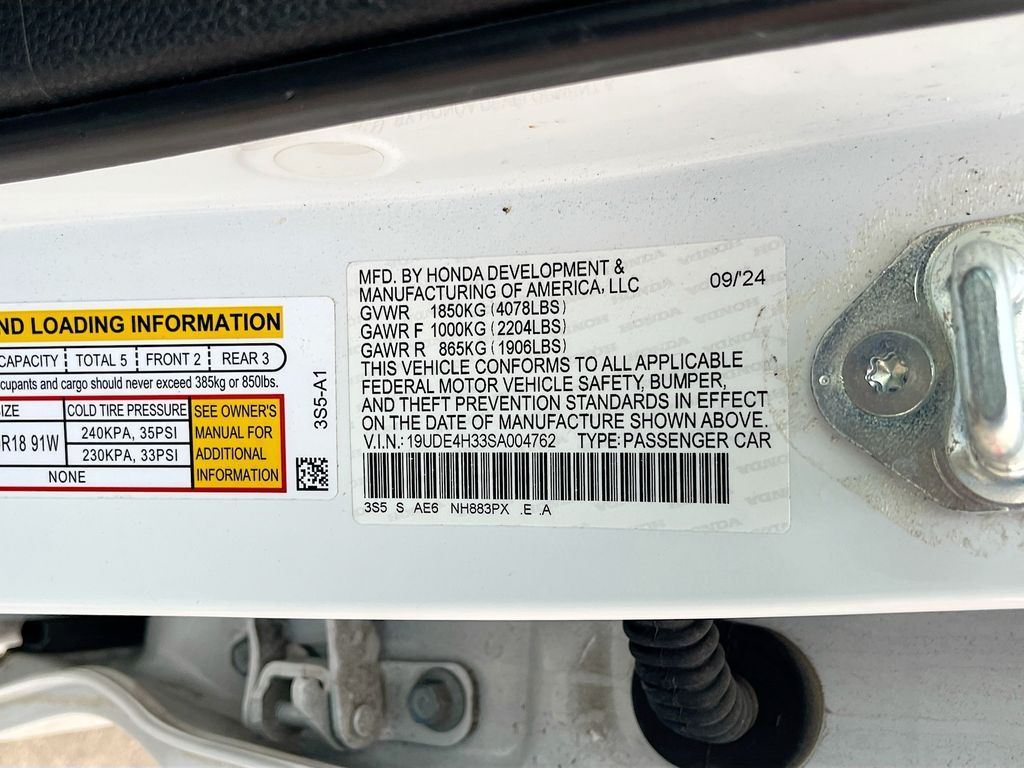 ND LOADING INFORMATION
CAPACITY TOTAL 5 FRONT 2 REAR 3
cupants and cargo should never exceed 385kg or 850lbs.
IZE COLD TIRE PRESSURE SEE OWNER'S MANUAL FOR ADDITIONAL INFORMATION
R18 91W 240KPA, 35PSI
230KPA, 33PSI
NONE
3S5-A1
MFD. BY HONDA DEVELOPMENT &
MANUFACTURING OF AMERICA, LLC 09/'24
GVWR 1850KG (4078LBS)
GAWR F 1000KG (2204LBS)
GAWR R 865KG (1906LBS)
THIS VEHICLE CONFORMS TO ALL APPLICABLE
FEDERAL MOTOR VEHICLE SAFETY, BUMPER,
AND THEFT PREVENTION STANDARDS IN EFFECT
ON THE DATE OF MANUFACTURE SHOWN ABOVE.
V.I.N.: 19UDE4H33SA004762 TYPE: PASSENGER CAR
3S5 S AE6 NH883PX .E .A